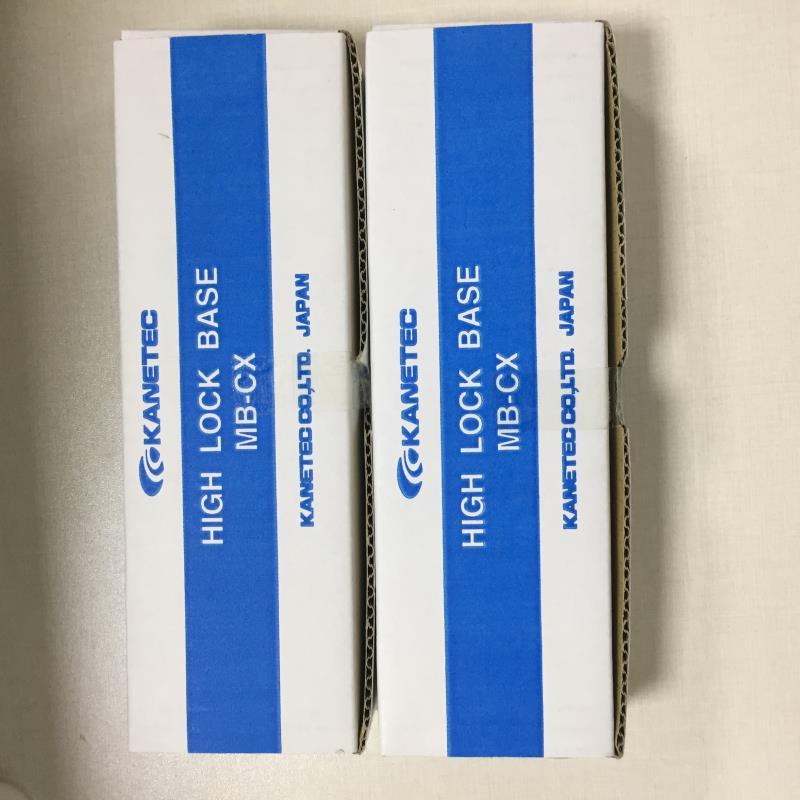 KANETEC
HIGH LOCK BASE
MB-CX
KANETEC CO.,LTD. JAPAN
KANETEC
HIGH LOCK BASE
MB-CX
KANETEC CO.,LTD. JAPAN